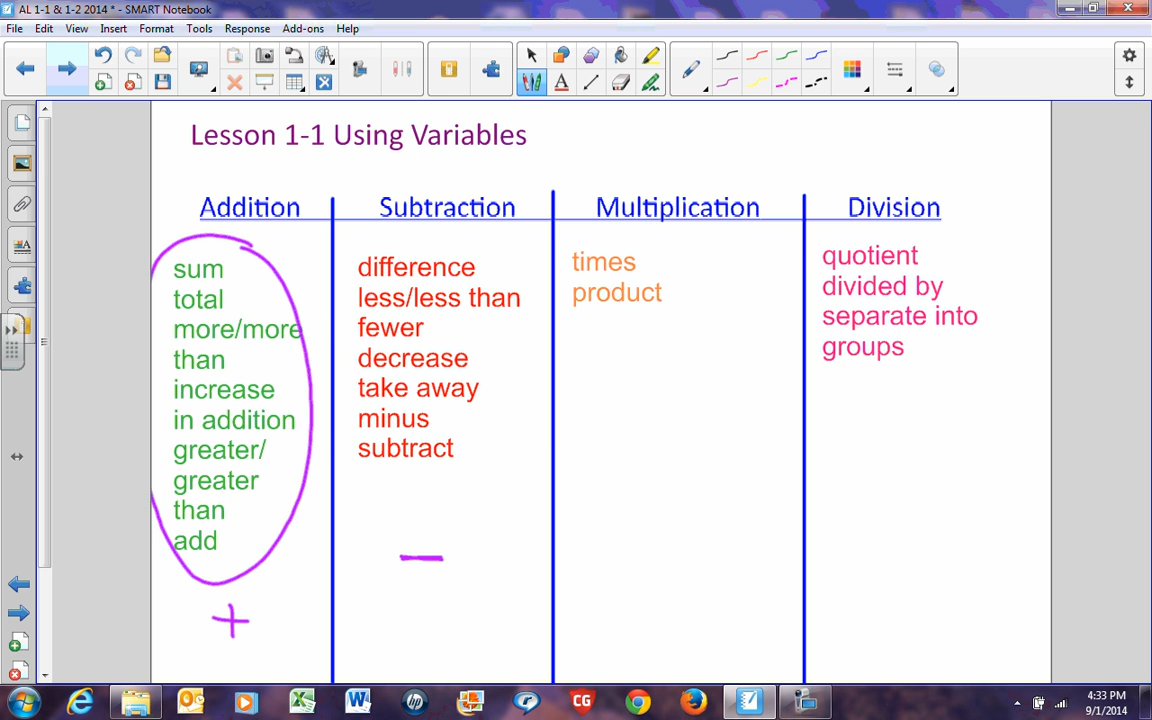 AL 1-1 & 1-2 2014 * - SMART Notebook
File Edit View Insert Format Tools Response Add-ons Help
Lesson 1-1 Using Variables
Addition
sum
total
more/more
than
increase
in addition
greater/
greater
than
add
+
Subtraction
difference
less/less than
fewer
decrease
take away
minus
subtract
−
Multiplication
times
product
Division
quotient
divided by
separate into
groups
4:33 PM
9/1/2014